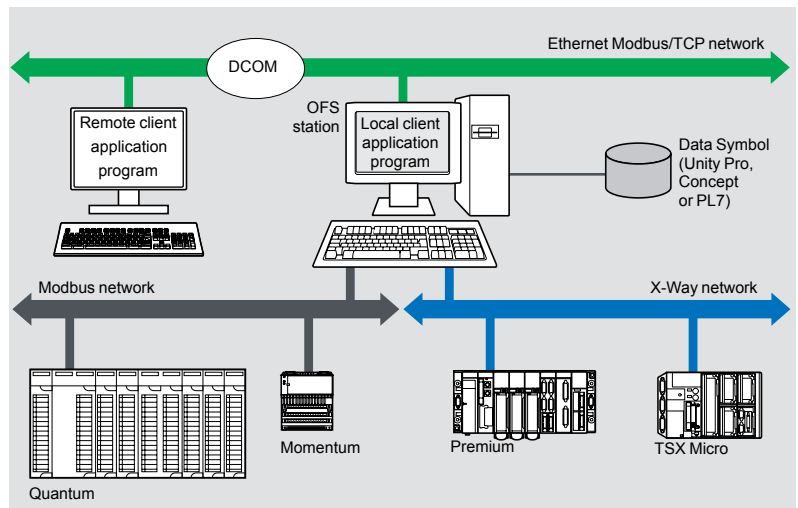 Ethernet Modbus/TCP network
DCOM
OFS
station
Remote client
application
program
Local client
application
program
Data Symbol
(Unity Pro,
Concept
or PL7)
Modbus network
X-Way network
Momentum
Premium
TSX Micro
Quantum